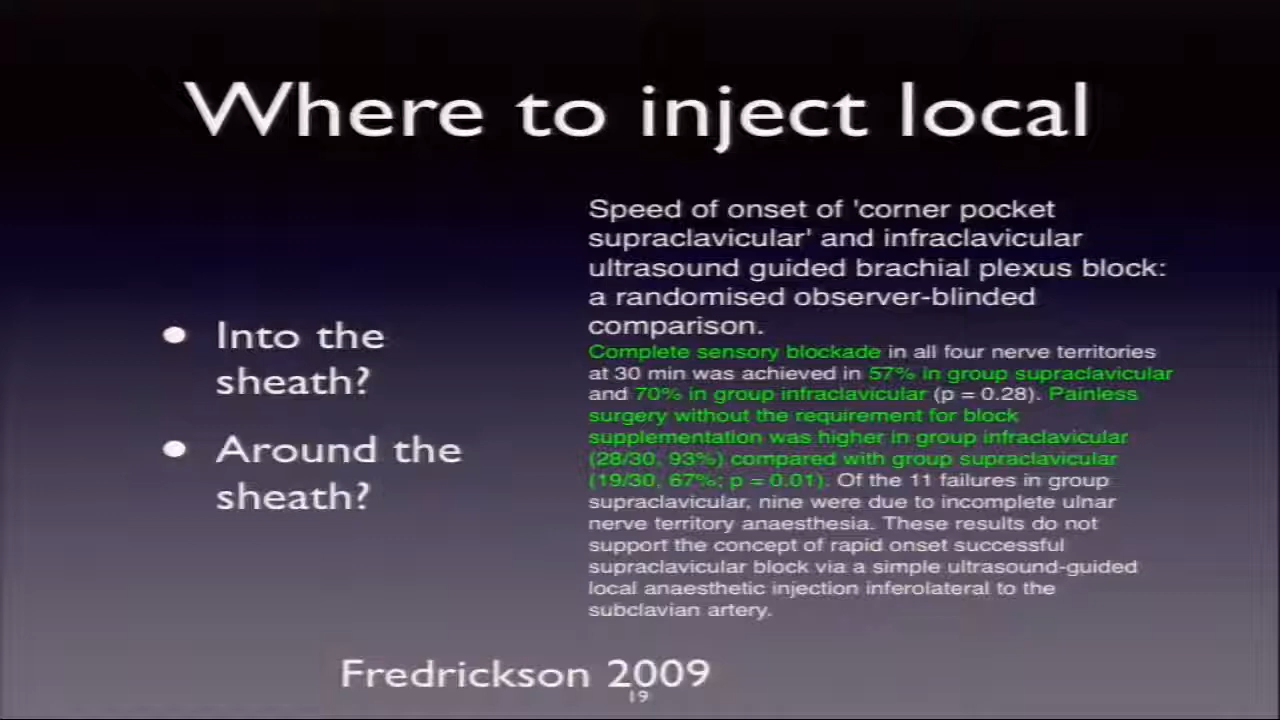 Where to inject local
• Into the
sheath?
• Around the
sheath?
Speed of onset of 'corner pocket
supraclavicular' and infraclavicular
ultrasound guided brachial plexus block:
a randomised observer-blinded
comparison.
Complete sensory blockade in all four nerve territories
at 30 min was achieved in 57% in group supraclavicular
and 70% in group infraclavicular (p = 0.28). Painless
surgery without the requirement for block
supplementation was higher in group infraclavicular
(28/30, 93%) compared with group supraclavicular
(19/30, 67%; p = 0.01). Of the 11 failures in group
supraclavicular, nine were due to incomplete ulnar
nerve territory anaesthesia. These results do not
support the concept of rapid onset successful
supraclavicular block via a simple ultrasound-guided
local anaesthetic injection inferolateral to the
subclavian artery.
Fredrickson 2009
19